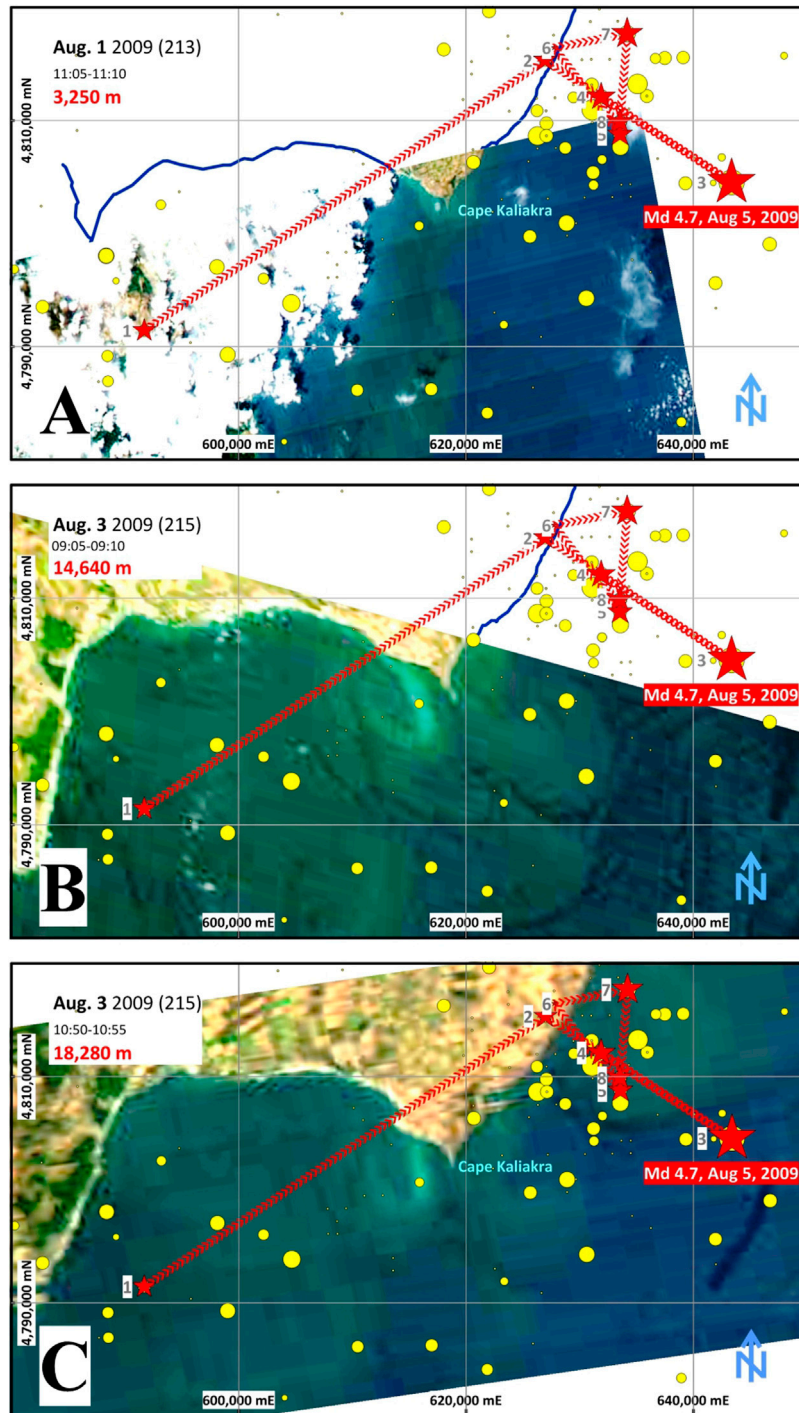 Aug. 1 2009 (213)
11:05-11:10
3,250 m
7
6
2
4
8
5
3
Md 4.7, Aug 5, 2009
Cape Kaliakra
1
4,810,000 mN
4,790,000 mN
A
600,000 mE
620,000 mE
640,000 mE
N
Aug. 3 2009 (215)
09:05-09:10
14,640 m
7
6
2
4
8
5
3
Md 4.7, Aug 5, 2009
1
4,810,000 mN
4,790,000 mN
B
600,000 mE
620,000 mE
640,000 mE
N
Aug. 3 2009 (215)
10:50-10:55
18,280 m
7
6
2
4
8
5
3
Cape Kaliakra
Md 4.7, Aug 5, 2009
1
4,810,000 mN
4,790,000 mN
C
600,000 mE
620,000 mE
640,000 mE
N